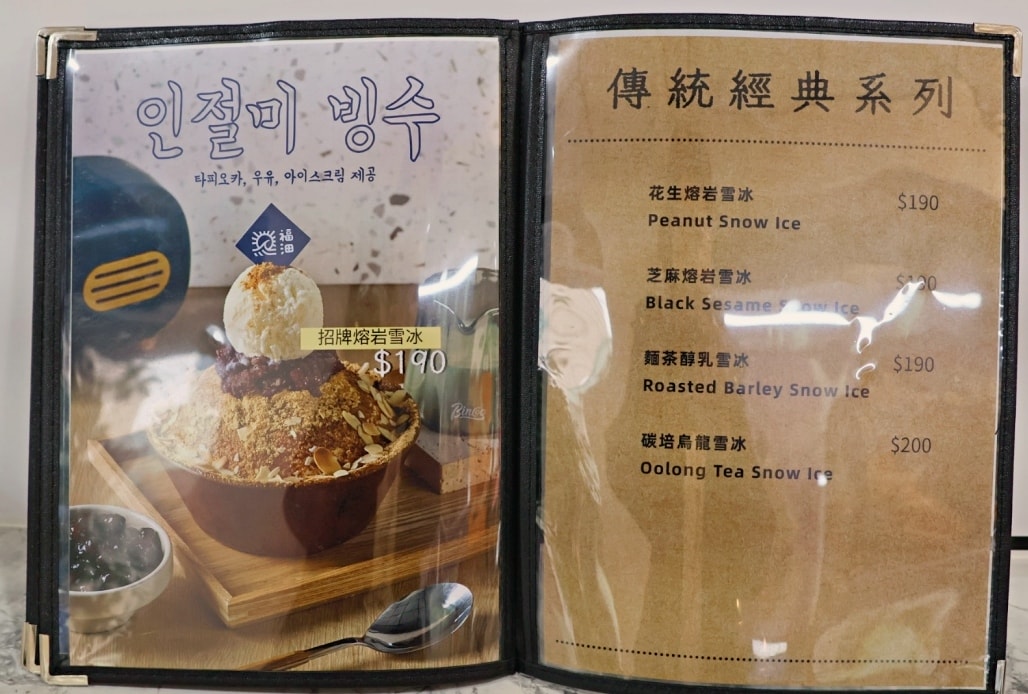 인절미 빙수
타피오카, 우유, 아이스크림 제공
福
招牌熔岩雪冰
$190
傳統經典系列
花生熔岩雪冰 $190
Peanut Snow Ice
芝麻熔岩雪冰
Black Sesame Snow Ice
麵茶醇乳雪冰 $190
Roasted Barley Snow Ice
碳培烏龍雪冰 $200
Oolong Tea Snow Ice